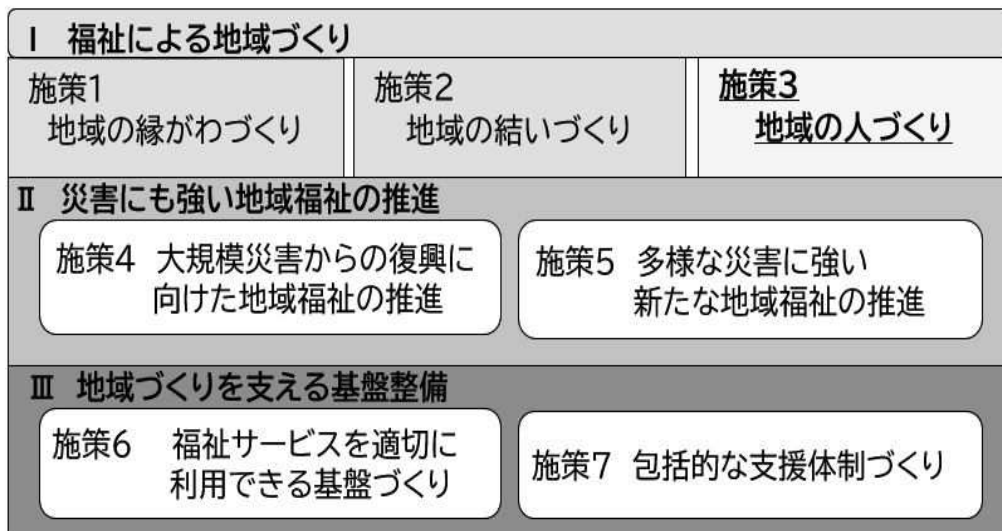 Ⅰ 福祉による地域づくり
施策1
地域の縁がわづくり
施策2
地域の結いづくり
施策3
地域の人づくり
Ⅱ 災害にも強い地域福祉の推進
施策4 大規模災害からの復興に
向けた地域福祉の推進
施策5 多様な災害に強い
新たな地域福祉の推進
Ⅲ 地域づくりを支える基盤整備
施策6 福祉サービスを適切に
利用できる基盤づくり
施策7 包括的な支援体制づくり